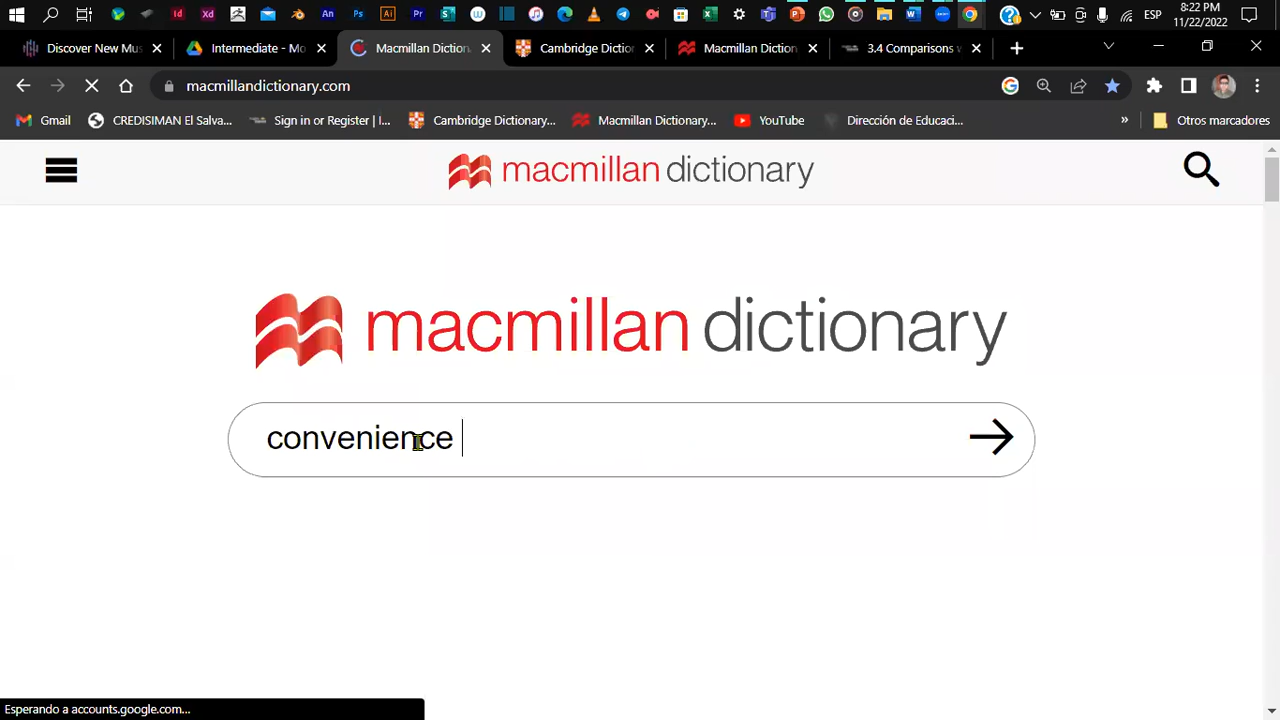 8:22 PM
ESP
11/22/2022
Discover New Mus
Intermediate - Mo
Macmillan Diction
Cambridge Dictio
Macmillan Diction
3.4 Comparisons w
macmillandictionary.com
Gmail
CREDISIMAN El Salva...
Sign in or Register | I...
Cambridge Dictionary...
Macmillan Dictionary...
YouTube
Dirección de Educaci...
»
Otros marcadores
macmillan dictionary
macmillan dictionary
convenience
Esperando a accounts.google.com...